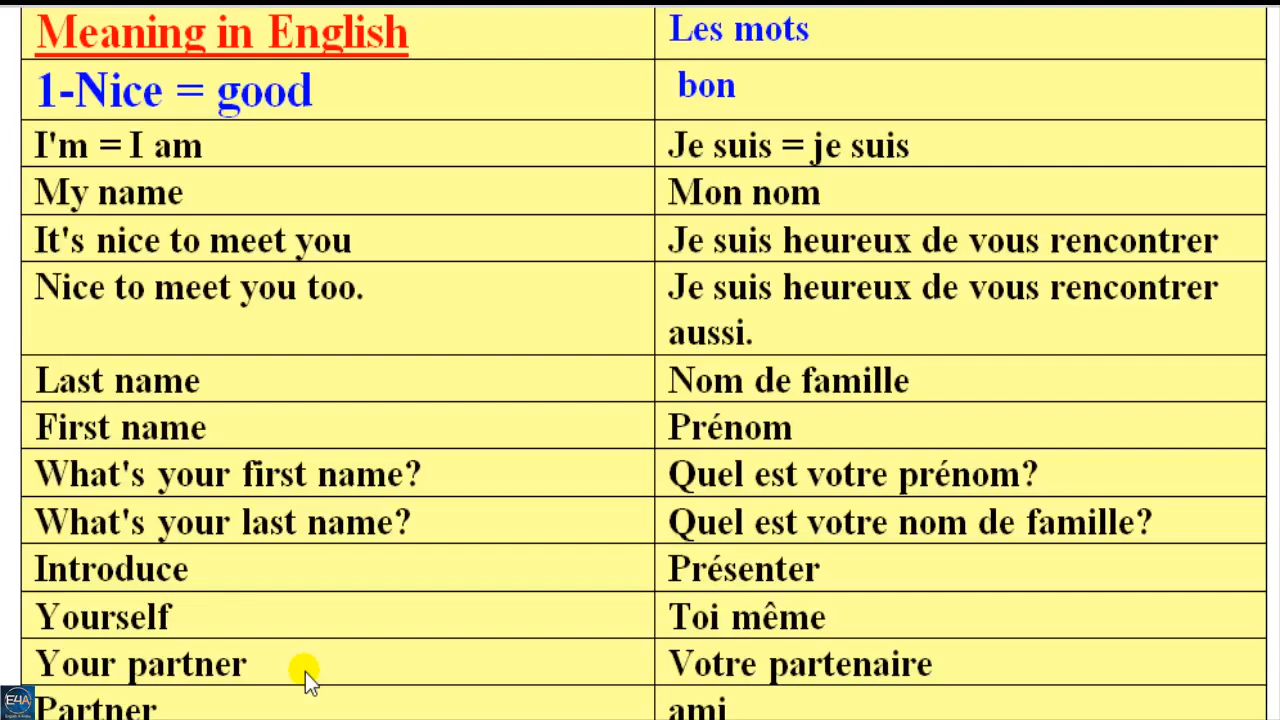 Meaning in English
Les mots
1-Nice = good
bon
I'm = I am
Je suis = je suis
My name
Mon nom
It's nice to meet you
Je suis heureux de vous rencontrer
Nice to meet you too.
Je suis heureux de vous rencontrer
aussi.
Last name
Nom de famille
First name
Prénom
What's your first name?
Quel est votre prénom?
What's your last name?
Quel est votre nom de famille?
Introduce
Présenter
Yourself
Toi même
Your partner
Votre partenaire
Partner
ami
E4A